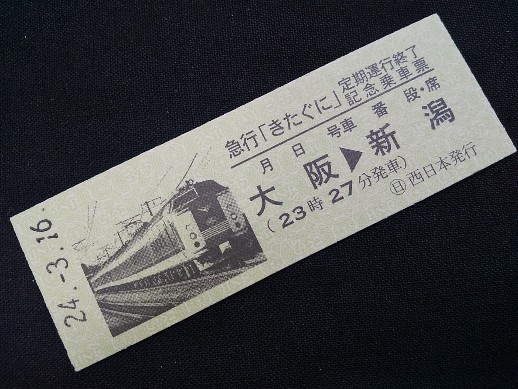 急行「きたぐに」定期運行終了
記念乗車票
月 日 号車 番 段・席
大阪▶新潟
(23時27分発車)
㊐西日本発行
24.-3.16.